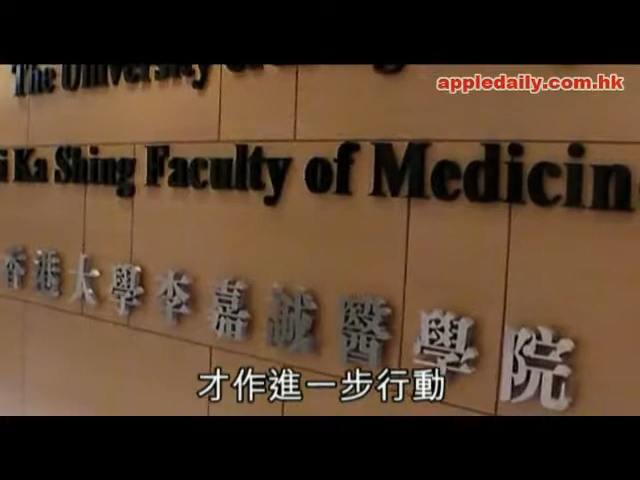 appledaily.com.hk
The University
Ka Shing Faculty of Medicin
香港大學李嘉誠醫學院
才作進一步行動